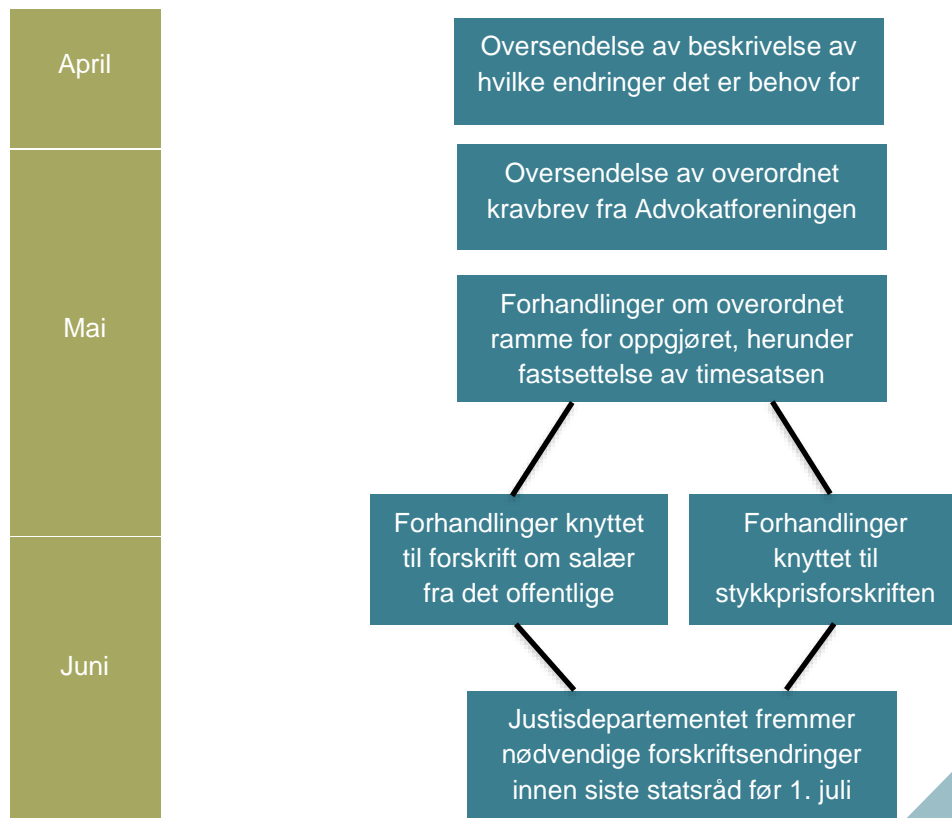 April
Oversendelse av beskrivelse av
hvilke endringer det er behov for
Oversendelse av overordnet
kravbrev fra Advokatforeningen
Mai
Forhandlinger om overordnet
ramme for oppgjøret, herunder
fastsettelse av timesatsen
Forhandlinger knyttet
til forskrift om salær
fra det offentlige
Forhandlinger
knyttet til
stykkprisforskriften
Juni
Justisdepartementet fremmer
nødvendige forskriftsendringer
innen siste statsråd før 1. juli